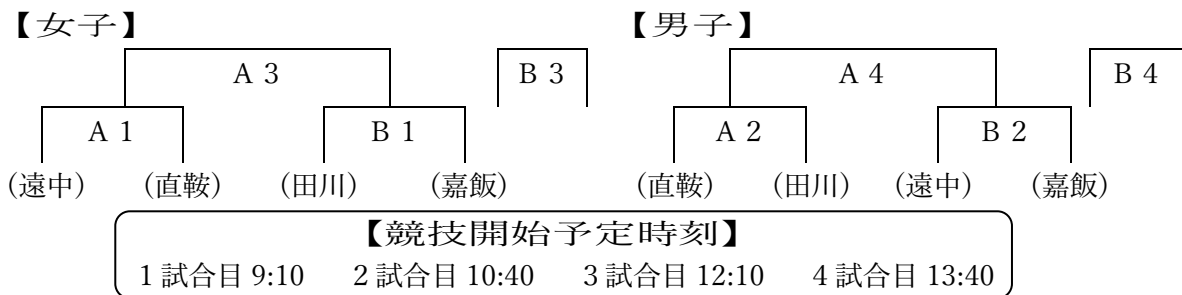 【女子】 【男子】
A 3 B 3 A 4 B 4
A 1 B 1 A 2 B 2
(遠中) (直鞍) (田川) (嘉飯) (直鞍) (田川) (遠中) (嘉飯)
【競技開始予定時刻】
1 試合目 9:10 2 試合目 10:40 3 試合目 12:10 4 試合目 13:40